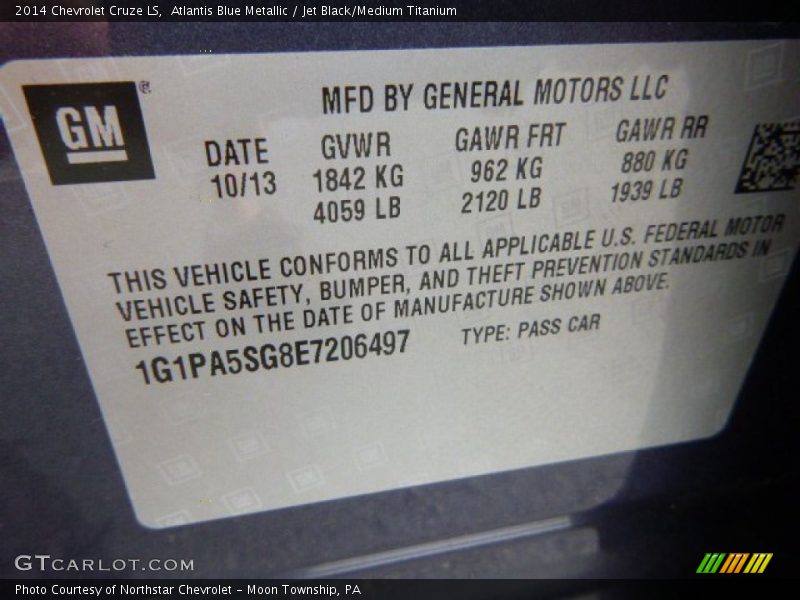 2014 Chevrolet Cruze LS,  Atlantis Blue Metallic / Jet Black/Medium Titanium
GM®
MFD BY GENERAL MOTORS LLC
DATE GVWR GAWR FRT GAWR RR
10/13 1842 KG 962 KG 880 KG
4059 LB 2120 LB 1939 LB
THIS VEHICLE CONFORMS TO ALL APPLICABLE U.S. FEDERAL MOTOR
VEHICLE SAFETY, BUMPER, AND THEFT PREVENTION STANDARDS IN
EFFECT ON THE DATE OF MANUFACTURE SHOWN ABOVE.
1G1PA5SG8E7206497 TYPE: PASS CAR
GTCARLOT.COM
Photo Courtesy of Northstar Chevrolet - Moon Township, PA